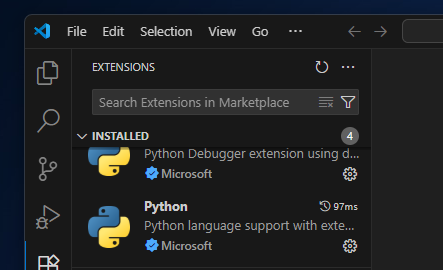 File Edit Selection View Go ···
EXTENSIONS ···
Search Extensions in Marketplace
INSTALLED 4
Python Debugger extension using d...
Microsoft
Python 97ms
Python language support with exte...
Microsoft